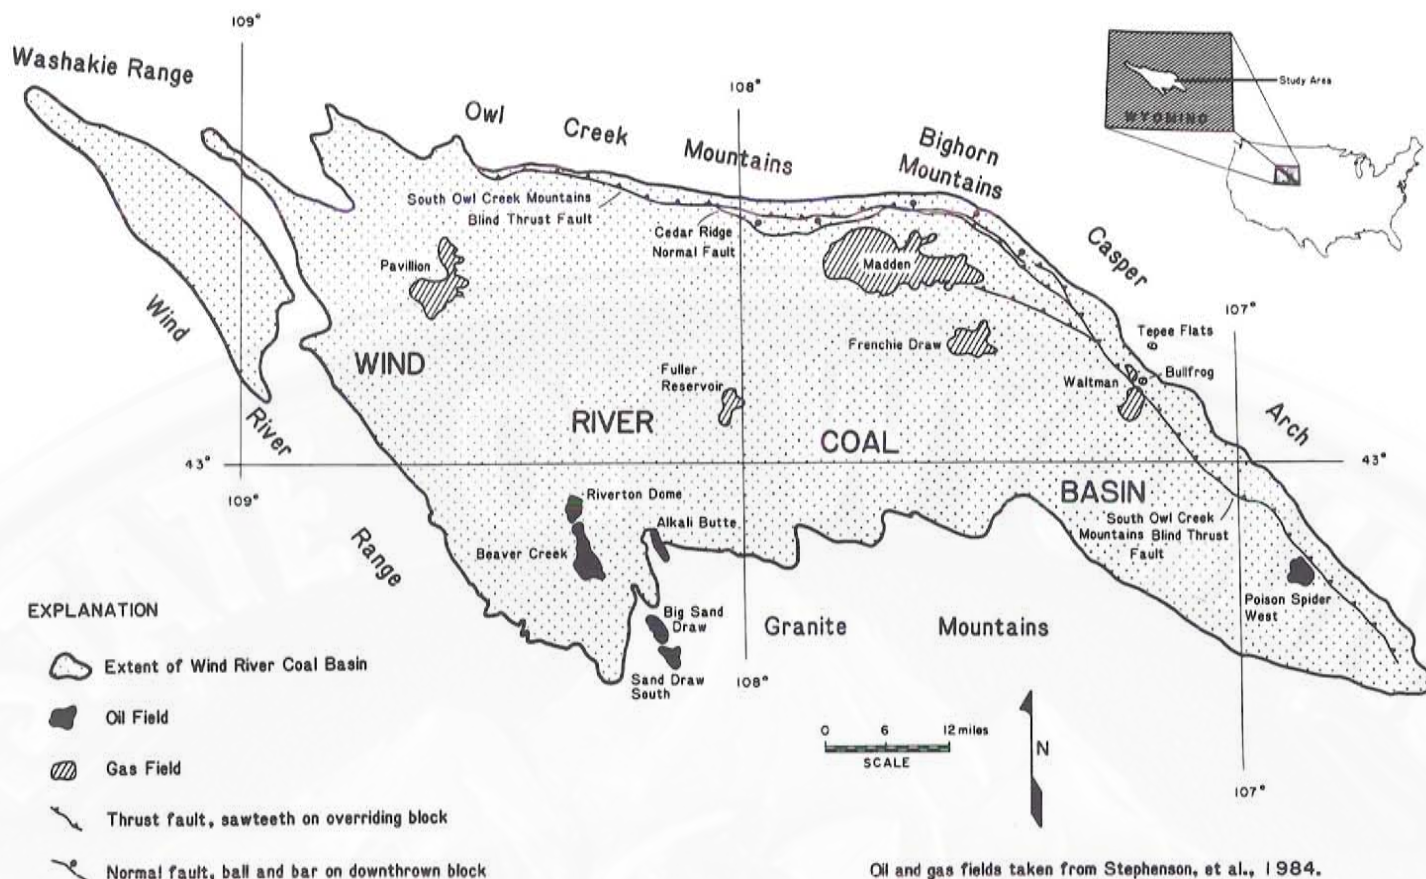 109°
Washakie Range
Owl Creek Mountains
108°
Bighorn
Mountains
Study Area
WYOMING
South Owl Creek Mountains
Blind Thrust Fault
Cedar Ridge
Normal Fault
Casper
Pavillion
Madden
107°
Wind
Tepee Flats
Frenchie Draw
WIND
Fuller
Reservoir
Waltman
Bullfrog
River
RIVER
COAL
Arch
43°
43°
109°
BASIN
Riverton Dome
South Owl Creek
Mountains Blind Thrust
Fault
Alkali Butte
Beaver Creek
Range
Poison Spider
West
EXPLANATION
Big Sand
Draw
Granite Mountains
Extent of Wind River Coal Basin
Sand Draw
South
108°
Oil Field
0 6 12 miles
SCALE
N
Gas Field
107°
Thrust fault, sawteeth on overriding block
Normal fault, ball and bar on downthrown block
Oil and gas fields taken from Stephenson, et al., 1984.